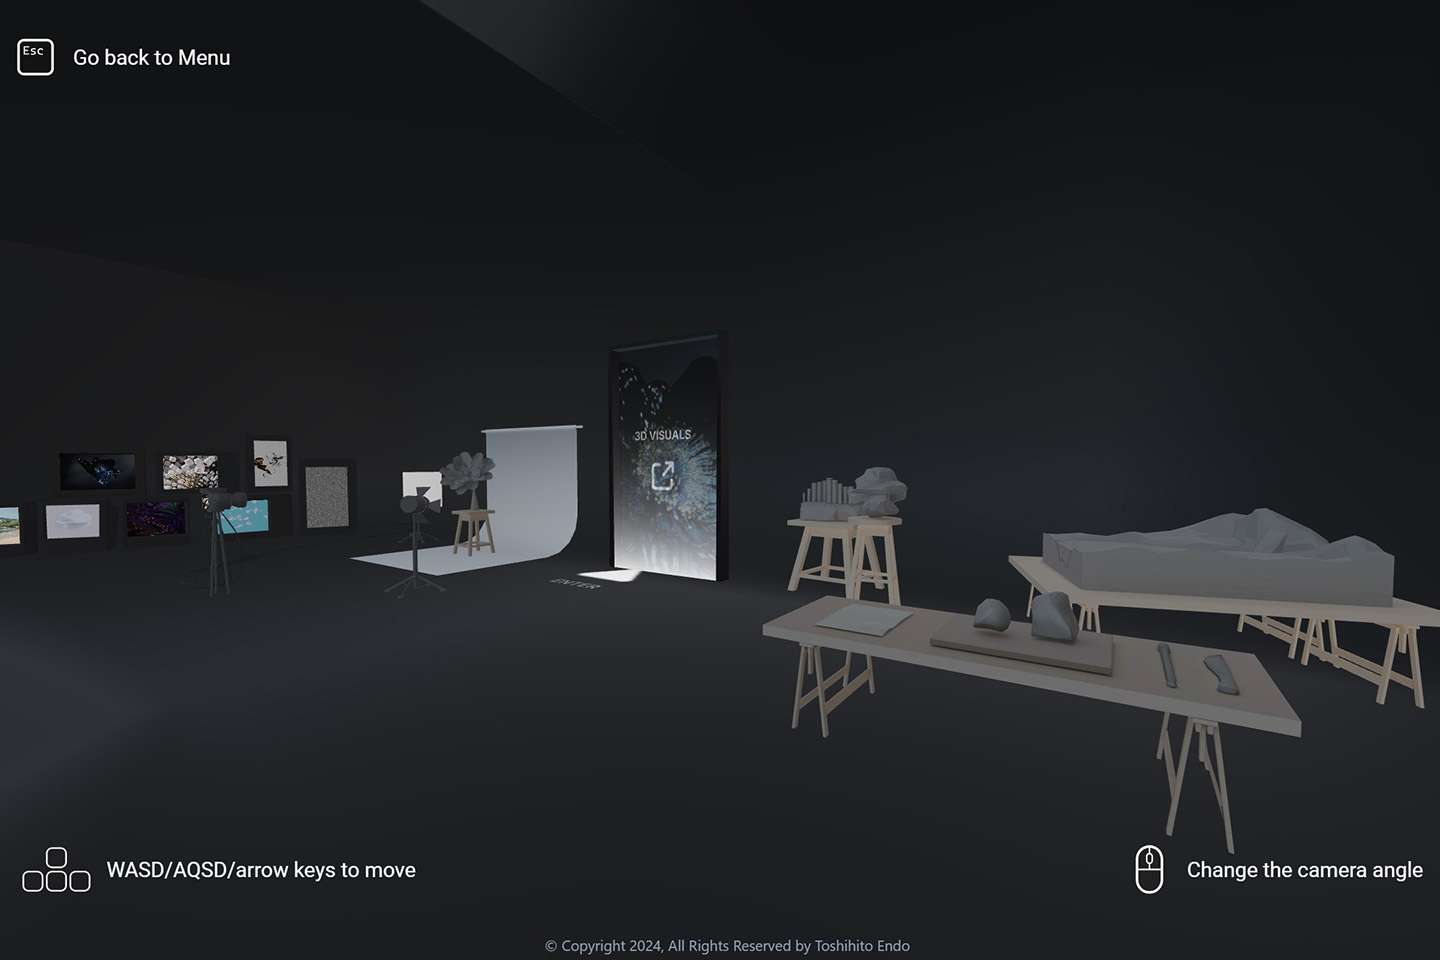 Esc
Go back to Menu
3D VISUALS
ENTER
WASD/AQSD/arrow keys to move
Change the camera angle
© Copyright 2024, All Rights Reserved by Toshihito Endo